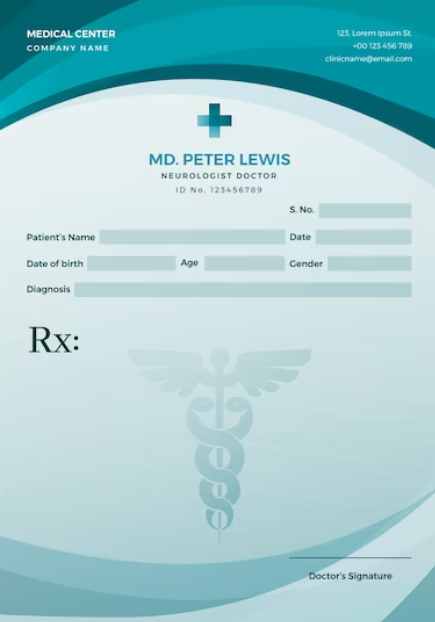 MEDICAL CENTER
COMPANY NAME
123, Lorem Ipsum St.
+00 123 456 789
clinicname@email.com
MD. PETER LEWIS
NEUROLOGIST DOCTOR
ID No. 123456789
S. No.
Patient's Name Date
Date of birth Age Gender
Diagnosis
Rx:
Doctor's Signature